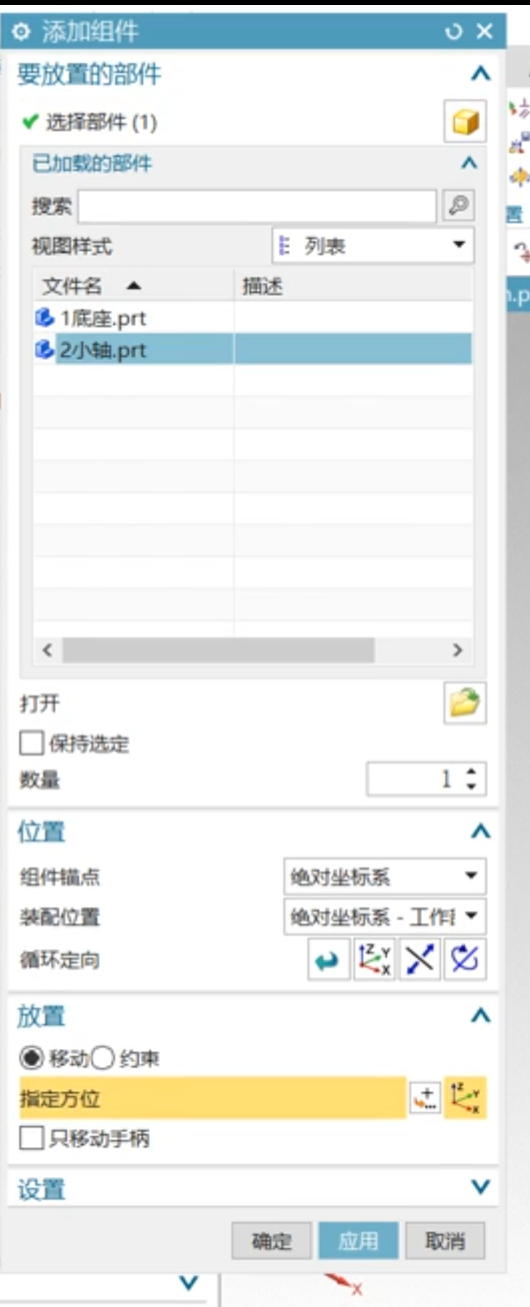 添加组件
要放置的部件
选择部件 (1)
已加载的部件
搜索
视图样式 列表
文件名 描述
1底座.prt
2小轴.prt
打开
保持选定
数量 1
位置
组件锚点 绝对坐标系
装配位置 绝对坐标系 - 工作
循环定向
放置
移动 约束
指定方位
只移动手柄
设置
确定 应用 取消
X